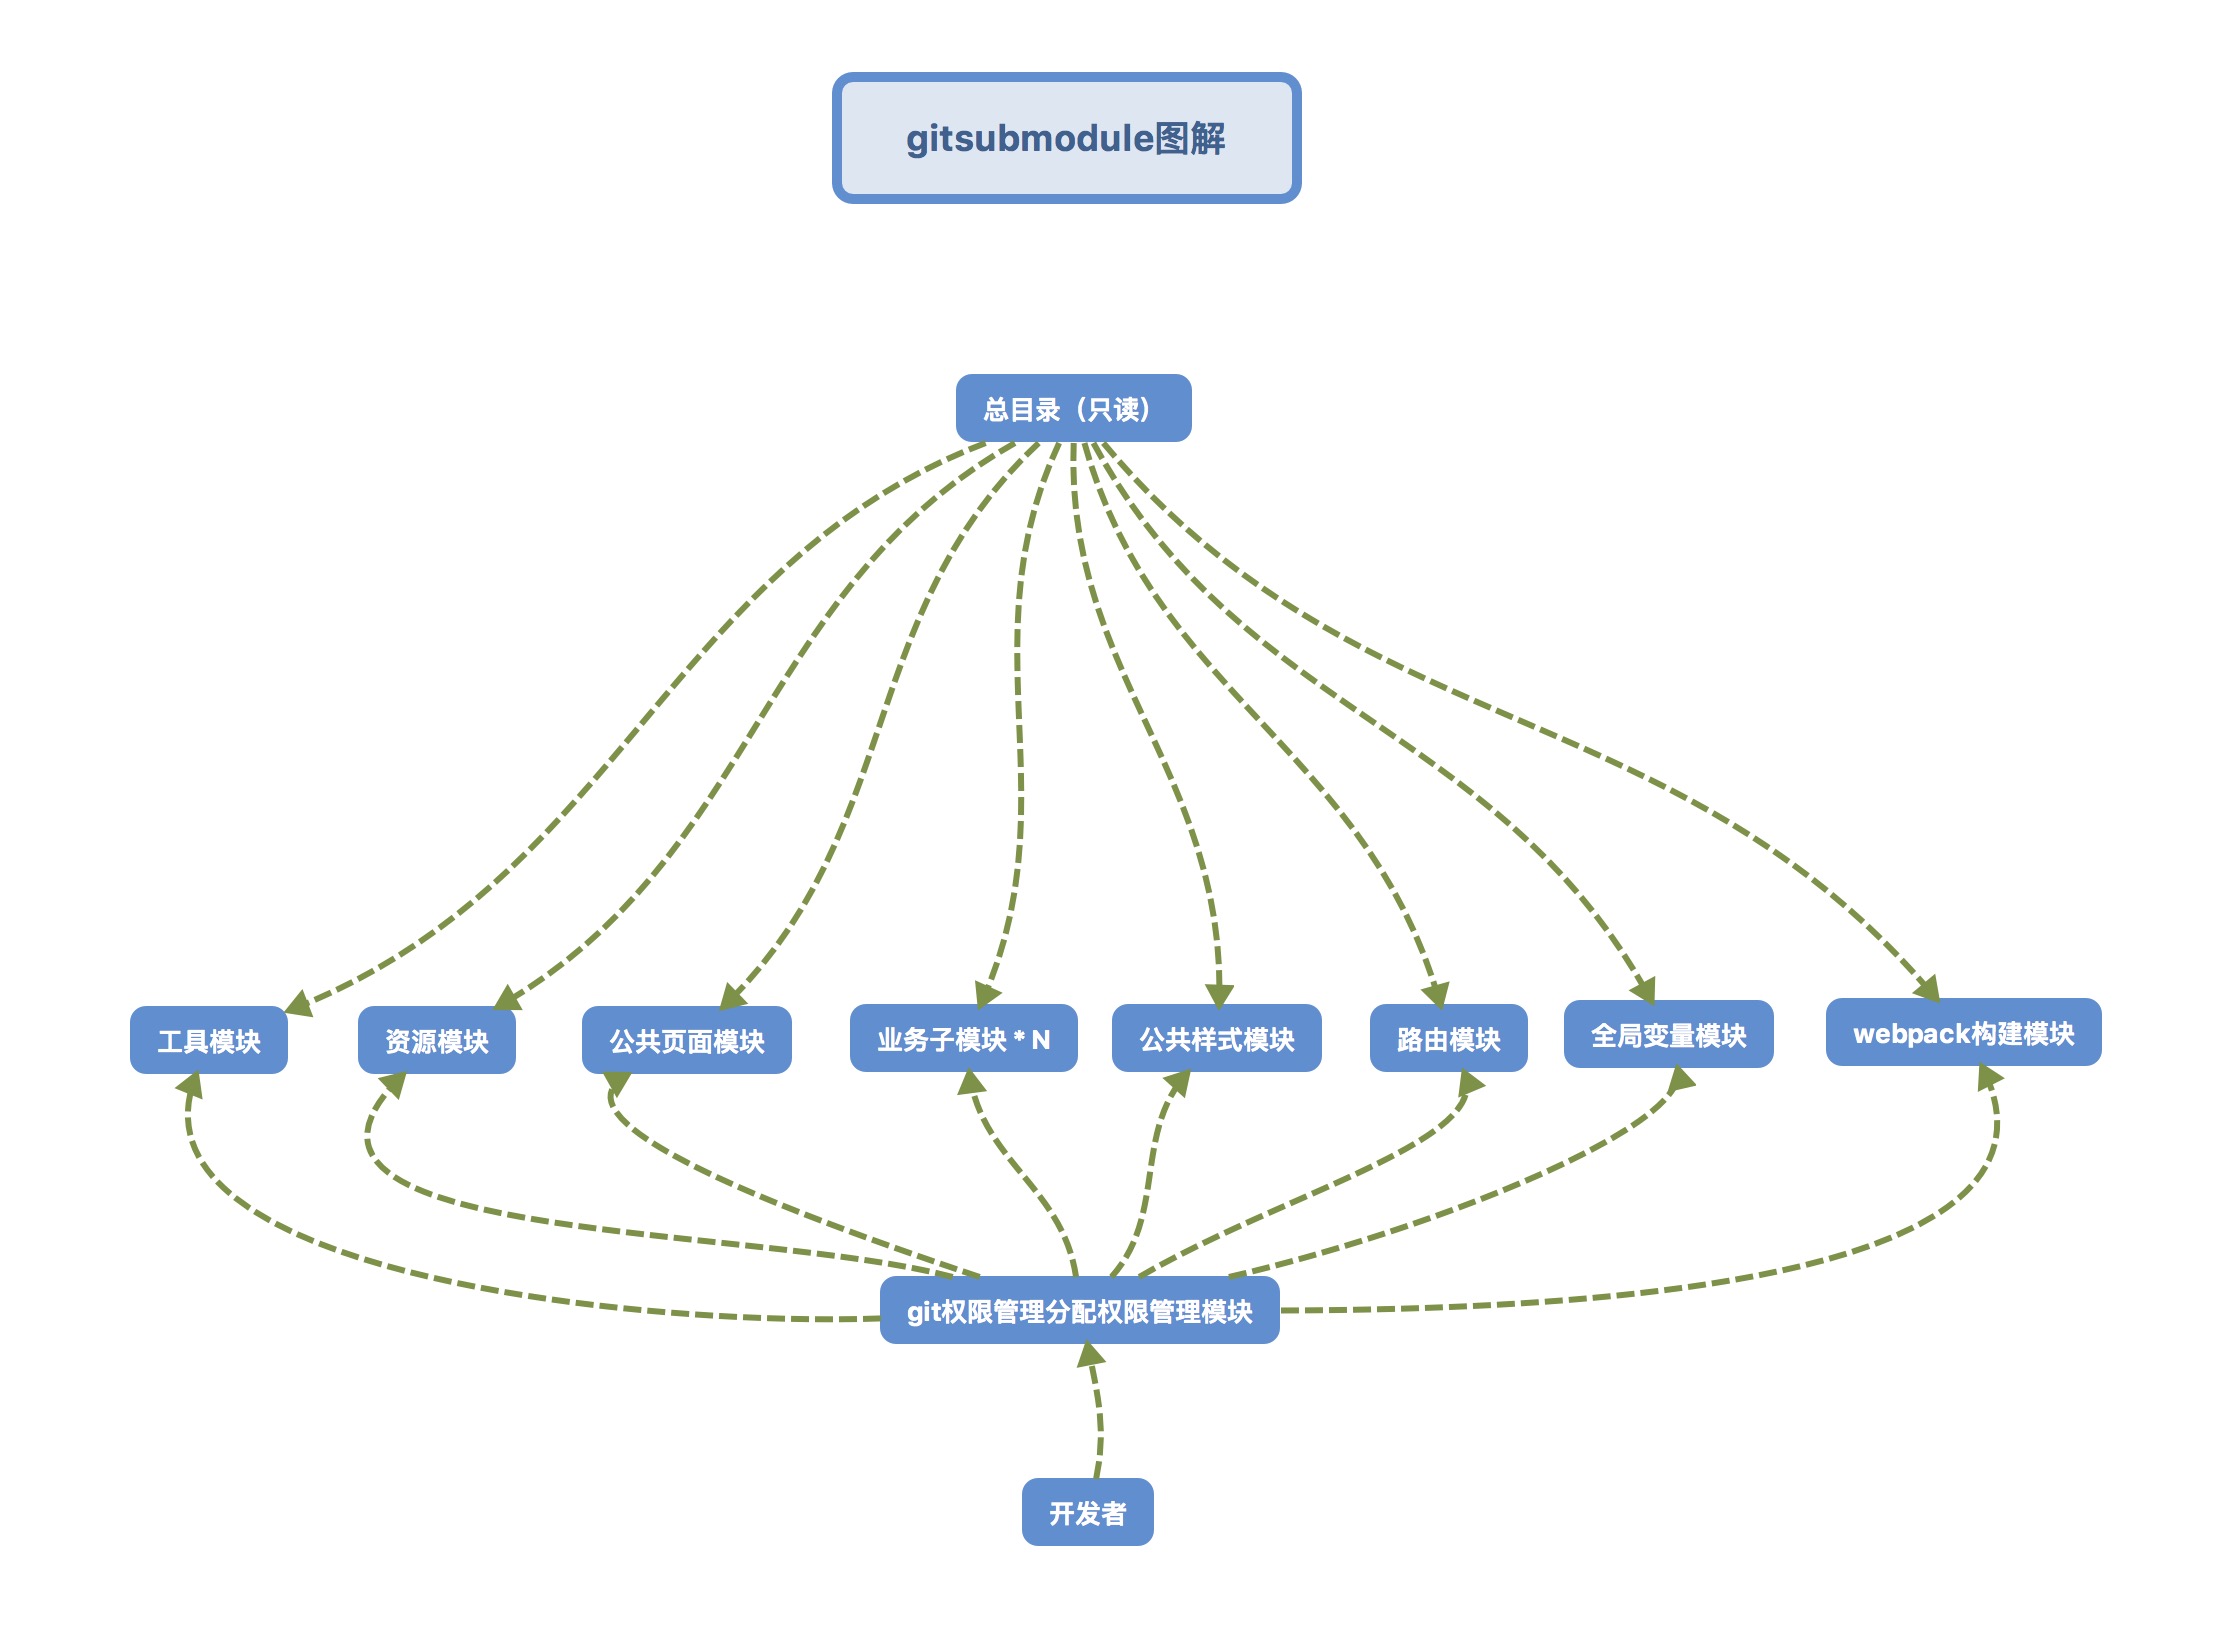 gitsubmodule图解
总目录（只读）
工具模块
资源模块
公共页面模块
业务子模块 * N
公共样式模块
路由模块
全局变量模块
webpack构建模块
git权限管理分配权限管理模块
开发者